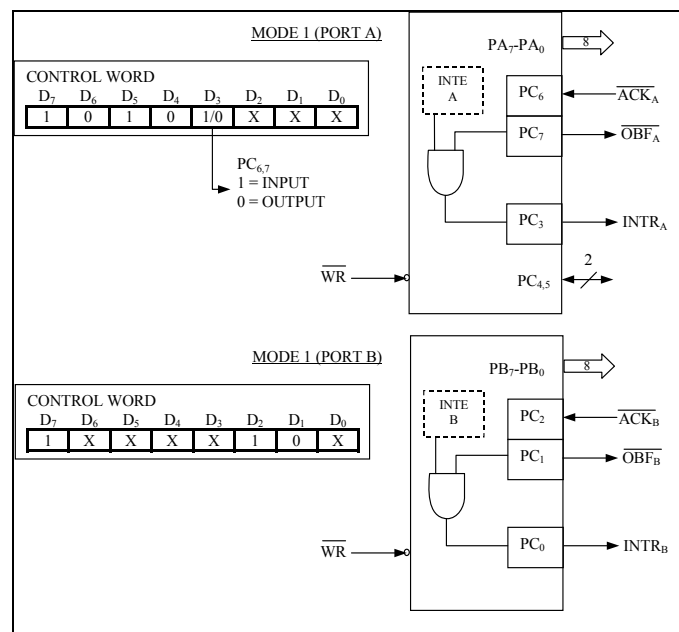 MODE 1 (PORT A)
CONTROL WORD
D7 D6 D5 D4 D3 D2 D1 D0
1 0 1 0 1/0 X X X
PC6,7
1 = INPUT
0 = OUTPUT
WR
PA7-PA0
8
INTE
A
PC6
ACKA
PC7
OBFA
PC3
INTRA
2
PC4,5
MODE 1 (PORT B)
CONTROL WORD
D7 D6 D5 D4 D3 D2 D1 D0
1 X X X X 1 0 X
WR
PB7-PB0
8
INTE
B
PC2
ACKB
PC1
OBFB
PC0
INTRB